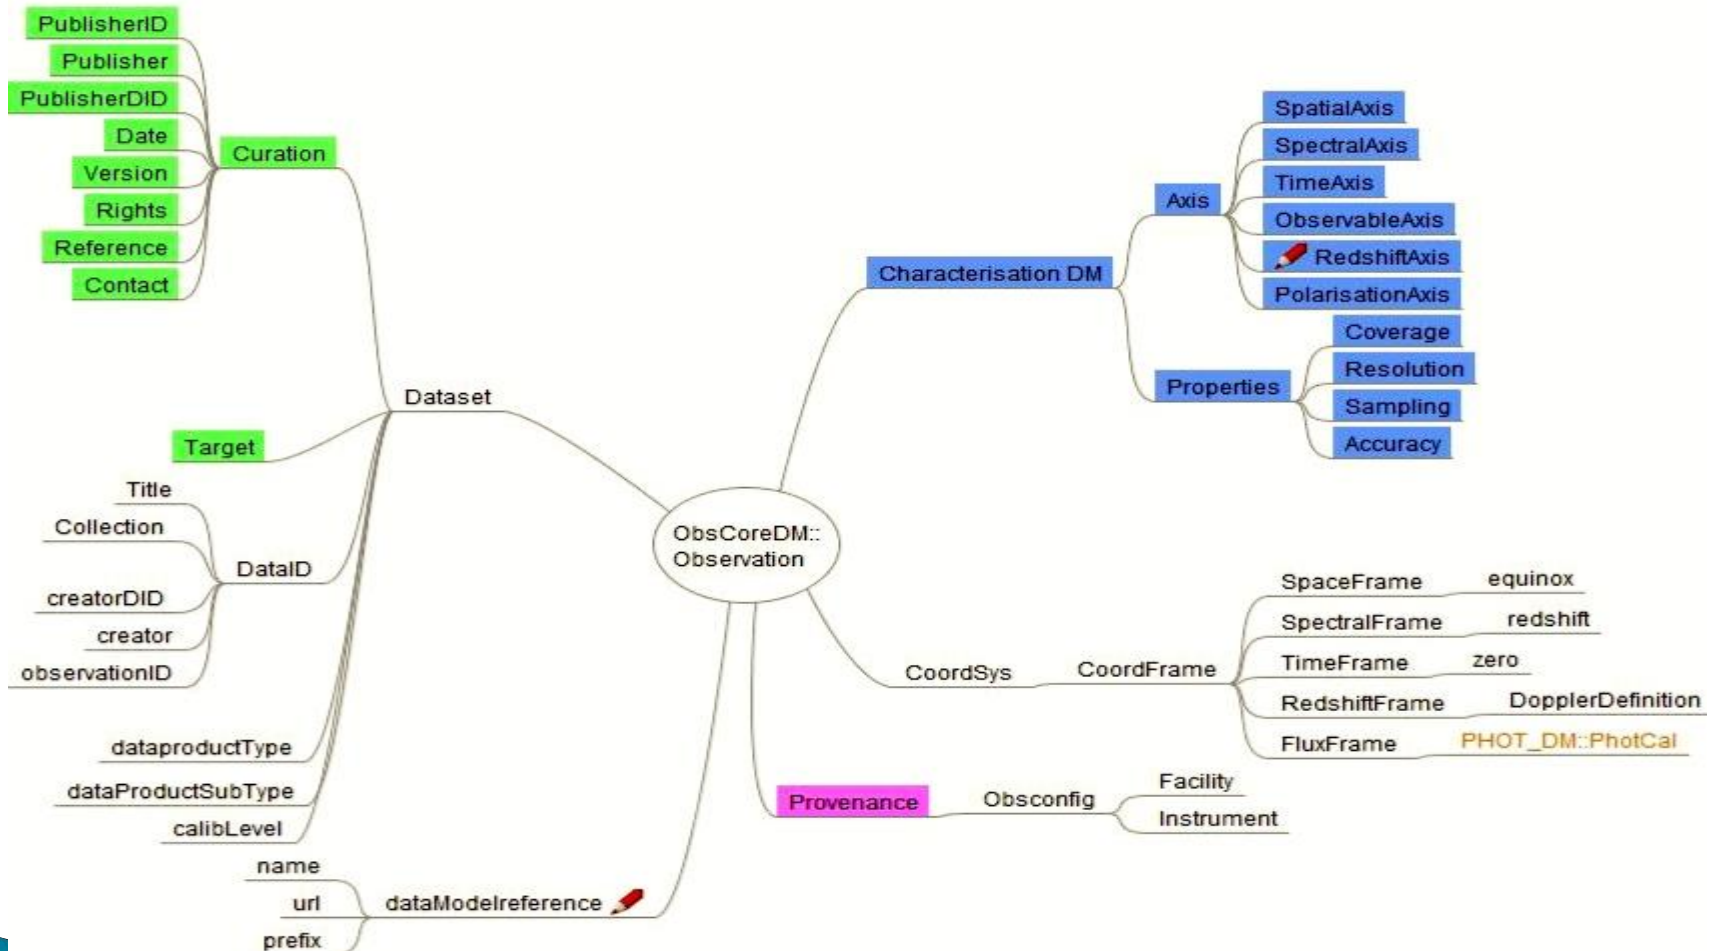 PublisherID
Publisher
PublisherDID
Date
Version
Rights
Reference
Contact
Curation
Dataset
Target
Title
Collection
creatorDID
creator
observationID
DataID
dataproductType
dataProductSubType
calibLevel
name
url
prefix
dataModelreference
ObsCoreDM::
Observation
Characterisation DM
Axis
SpatialAxis
SpectralAxis
TimeAxis
ObservableAxis
RedshiftAxis
PolarisationAxis
Properties
Coverage
Resolution
Sampling
Accuracy
CoordSys
CoordFrame
SpaceFrame
equinox
SpectralFrame
redshift
TimeFrame
zero
RedshiftFrame
DopplerDefinition
FluxFrame
PHOT_DM::PhotCal
Provenance
Obsconfig
Facility
Instrument